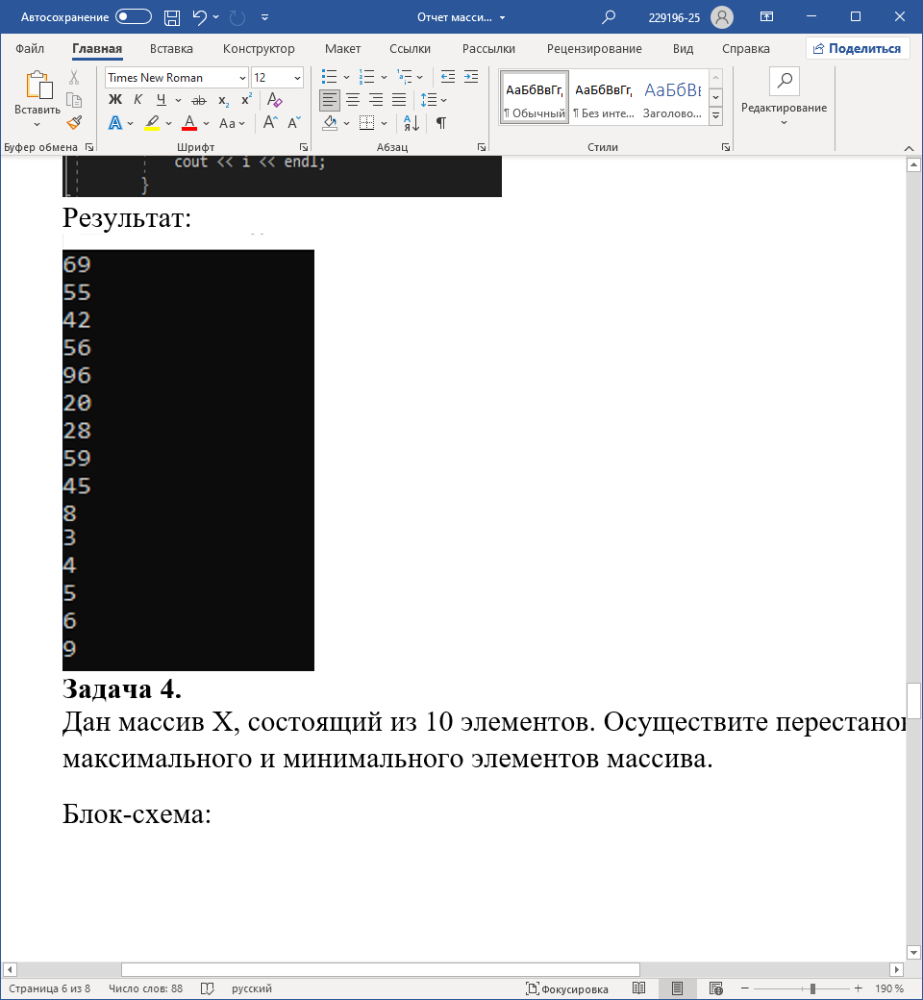 Автосохранение
Отчет масси...
229196-25
Файл Главная Вставка Конструктор Макет Ссылки Рассылки Рецензирование Вид Справка Поделиться
Вставить
Times New Roman 12
Ж К Ч ab x₂ x²
А А Aa А А
АЯ ¶
АаБбВвГг, АаБбВвГг, АаБбВв
¶ Обычный ¶ Без инте... Заголово...
Редактирование
Буфер обмена Шрифт Абзац Стили
cout << i << endl;
}
Результат:
69
55
42
56
96
20
28
59
45
8
3
4
5
6
9
Задача 4.
Дан массив X, состоящий из 10 элементов. Осуществите
максимального и минимального элементов массива.
Блок-схема:
Страница 6 из 8 Число слов: 88 русский Фокусировка 190 %